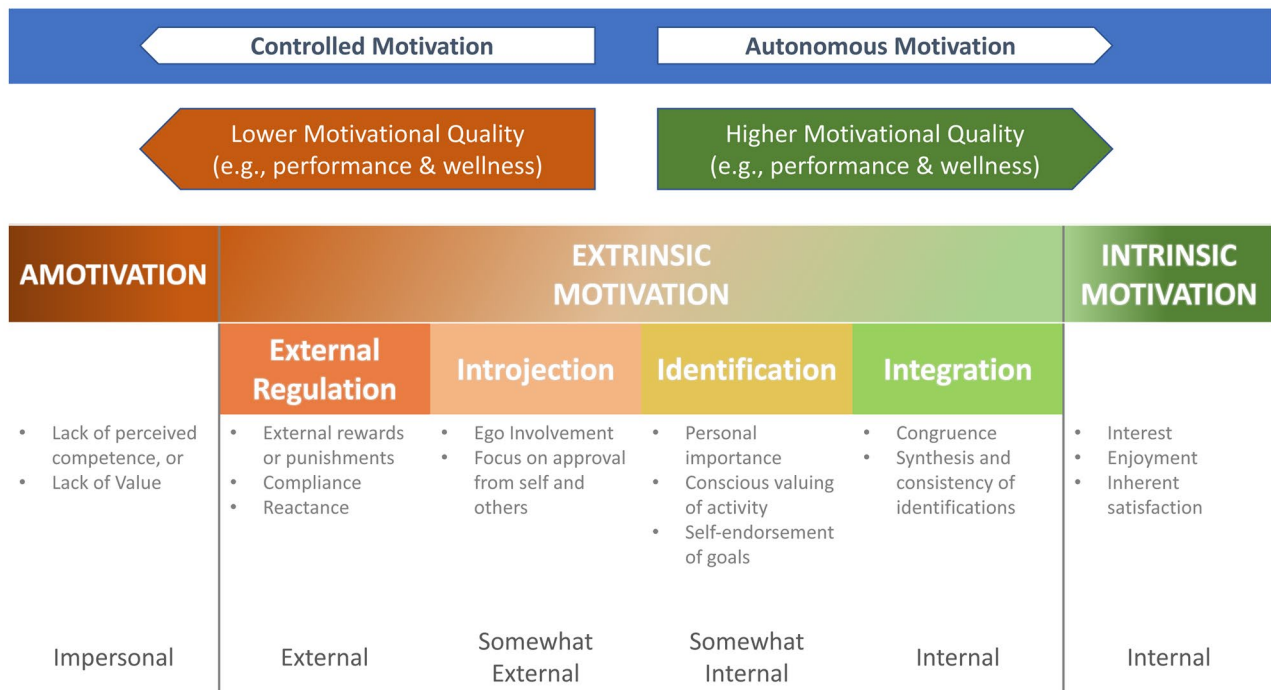 Controlled Motivation
Autonomous Motivation
Lower Motivational Quality
(e.g., performance & wellness)
Higher Motivational Quality
(e.g., performance & wellness)
AMOTIVATION
EXTRINSIC
MOTIVATION
INTRINSIC
MOTIVATION
External
Regulation
Introjection
Identification
Integration
• Lack of perceived
competence, or
• Lack of Value
• External rewards
or punishments
• Compliance
• Reactance
• Ego Involvement
• Focus on approval
from self and
others
• Personal
importance
• Conscious valuing
of activity
• Self-endorsement
of goals
• Congruence
• Synthesis and
consistency of
identifications
• Interest
• Enjoyment
• Inherent
satisfaction
Impersonal
External
Somewhat
External
Somewhat
Internal
Internal
Internal